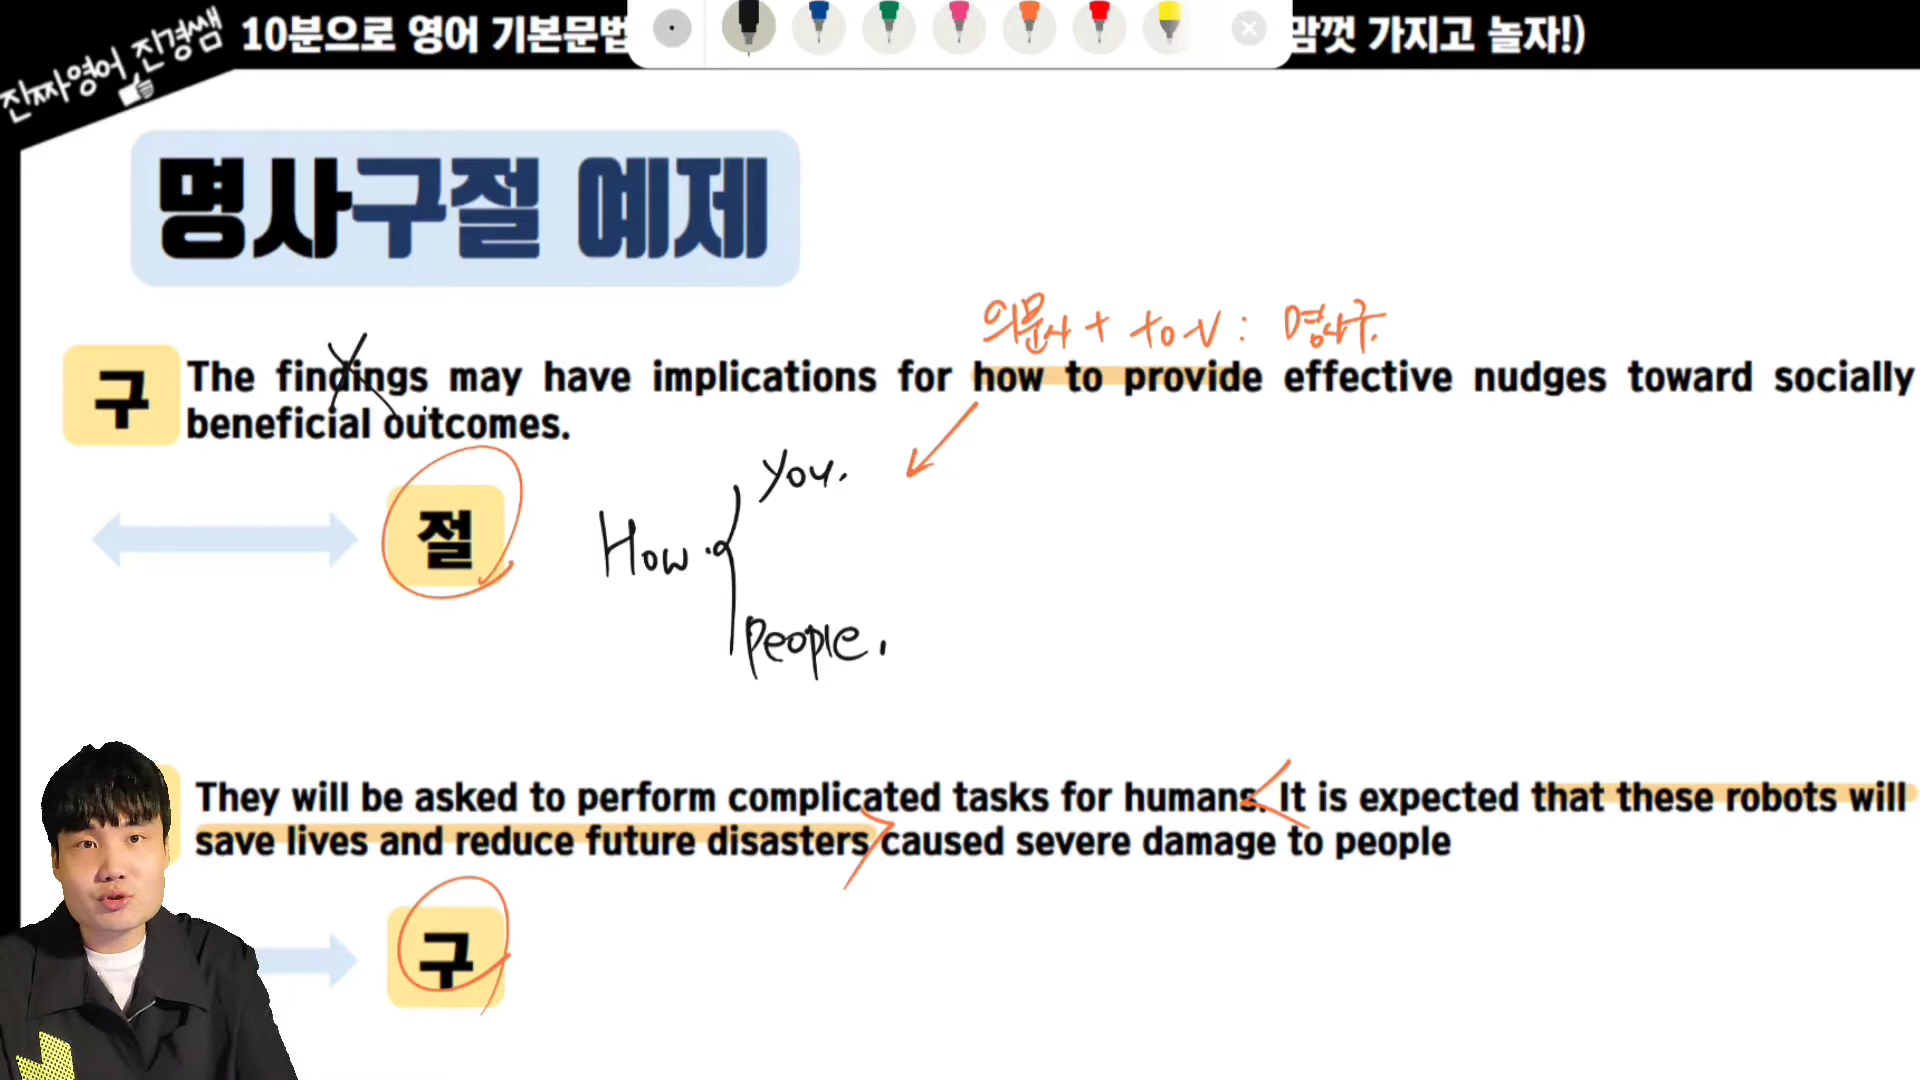 진짜영어 진경쌤
10분으로 영어 기본문법
맘껏 가지고 놀자!)
명사구절 예제
의문사 + to V : 명사구.
구
The findings may have implications for how to provide effective nudges toward socially
beneficial outcomes.
절
How
you.
people.
They will be asked to perform complicated tasks for humans. It is expected that these robots will
save lives and reduce future disasters caused severe damage to people
구